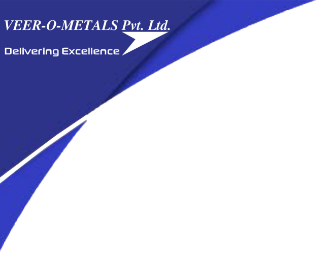 VEER-O-METALS Pvt. Ltd.
Delivering Excellence